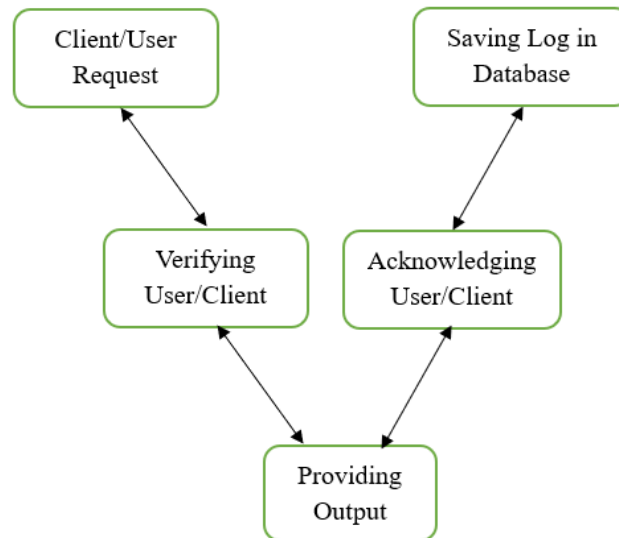 Client/User
Request
Saving Log in
Database
Verifying
User/Client
Acknowledging
User/Client
Providing
Output